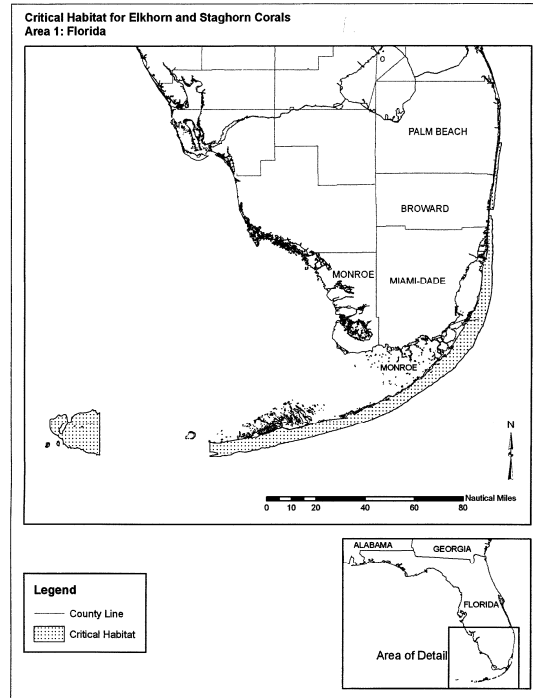 Critical Habitat for Elkhorn and Staghorn Corals
Area 1: Florida
PALM BEACH
BROWARD
MONROE
MIAMI-DADE
MONROE
N
Nautical Miles
0 10 20 40 60 80
ALABAMA
GEORGIA
FLORIDA
Area of Detail
Legend
County Line
Critical Habitat